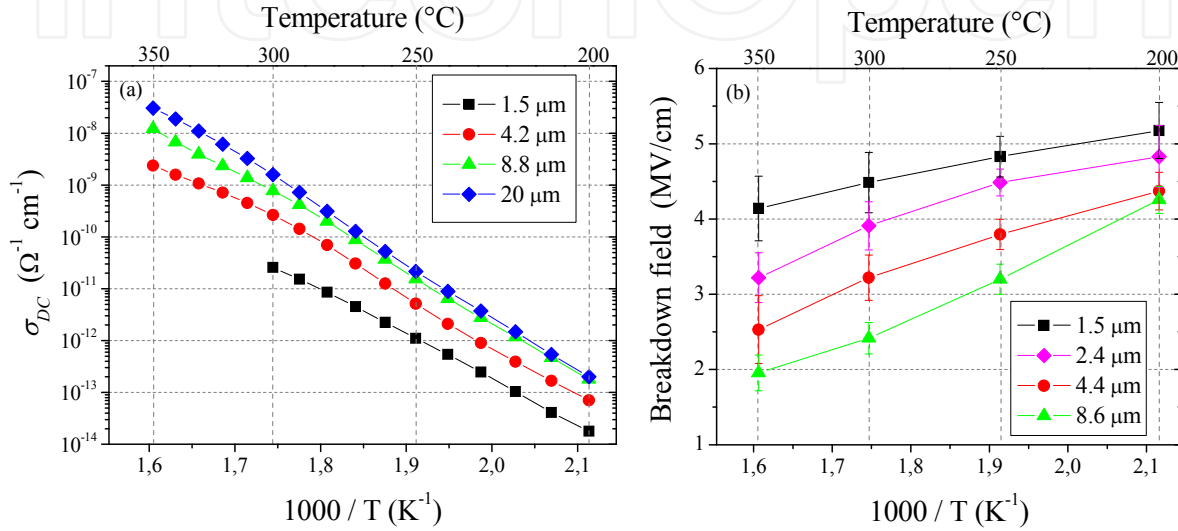 Temperature (°C)
350 300 250 200
(a)
1.5 μm
4.2 μm
8.8 μm
20 μm
10⁻⁷
10⁻⁸
10⁻⁹
10⁻¹⁰
10⁻¹¹
10⁻¹²
10⁻¹³
10⁻¹⁴
σ_DC (Ω⁻¹ cm⁻¹)
1,6 1,7 1,8 1,9 2,0 2,1
1000 / T (K⁻¹)
Temperature (°C)
350 300 250 200
(b)
6
5
4
3
2
1
Breakdown field (MV/cm)
1.5 μm
2.4 μm
4.4 μm
8.6 μm
1,6 1,7 1,8 1,9 2,0 2,1
1000 / T (K⁻¹)